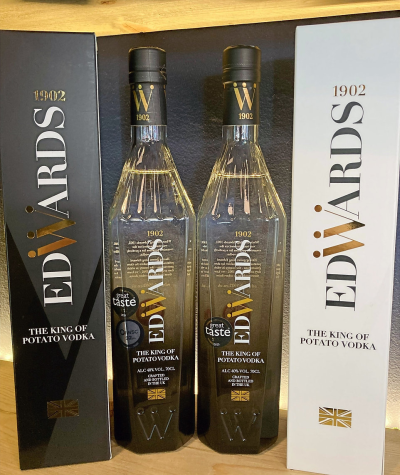 1902
EDWARDS
THE KING OF
POTATO VODKA
W
1902
1902
EDWARDS
great
taste
THE KING OF
POTATO VODKA
ALC 40% VOL. 70CL
CRAFTED
AND BOTTLED
IN THE UK
W
W
1902
1902
EDWARDS
great
taste
THE KING OF
POTATO VODKA
ALC 40% VOL. 70CL
CRAFTED
AND BOTTLED
IN THE UK
W
1902
EDWARDS
THE KING OF
POTATO VODKA